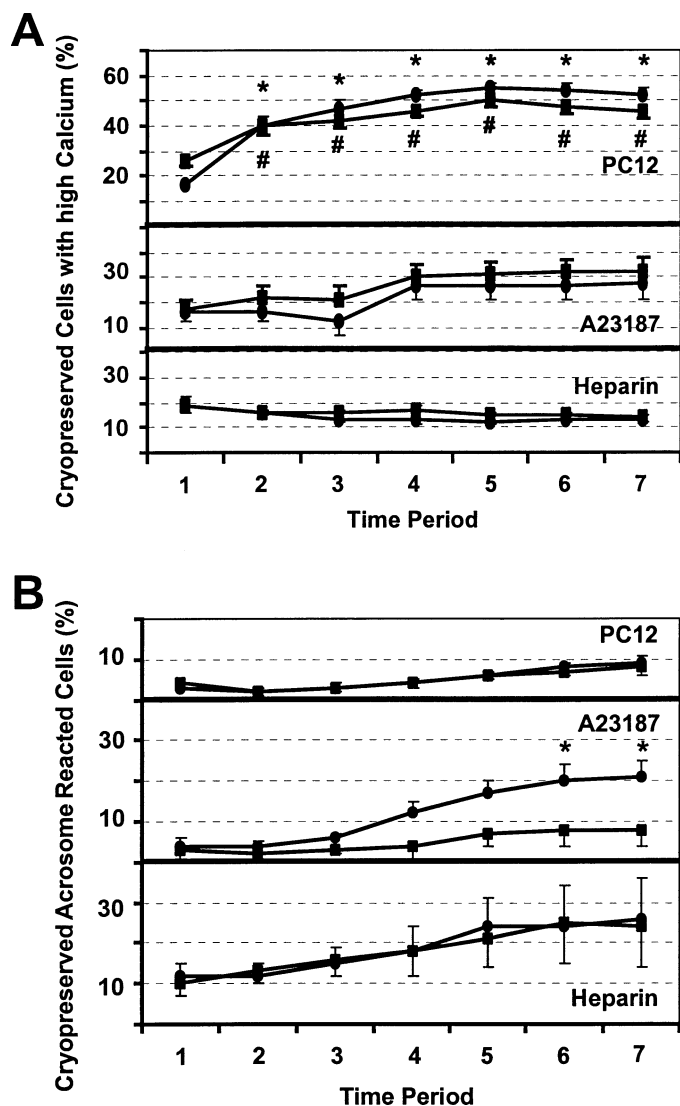 A
Cryopreserved Cells with high Calcium (%)
* * * * * *
60
40
20
# # # # # #
PC12
30
10
A23187
30
10
Heparin
1 2 3 4 5 6 7
Time Period
B
Cryopreserved Acrosome Reacted Cells (%)
PC12
10
A23187
* *
30
10
30
10
Heparin
1 2 3 4 5 6 7
Time Period